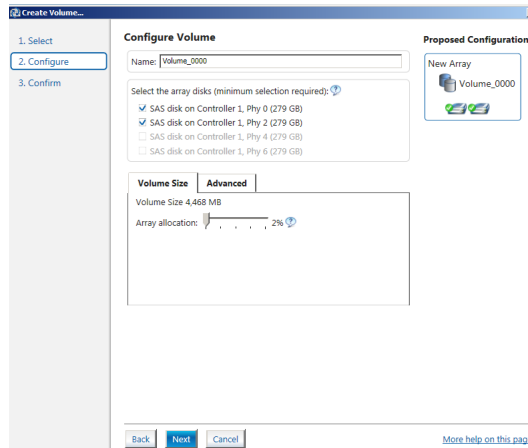 Create Volume...
1. Select
2. Configure
3. Confirm
Configure Volume
Name: Volume_0000
Select the array disks (minimum selection required):
SAS disk on Controller 1, Phy 0 (279 GB)
SAS disk on Controller 1, Phy 2 (279 GB)
SAS disk on Controller 1, Phy 4 (279 GB)
SAS disk on Controller 1, Phy 6 (279 GB)
Volume Size Advanced
Volume Size 4,468 MB
Array allocation: 2%
Proposed Configuration
New Array
Volume_0000
Back Next Cancel
More help on this pag